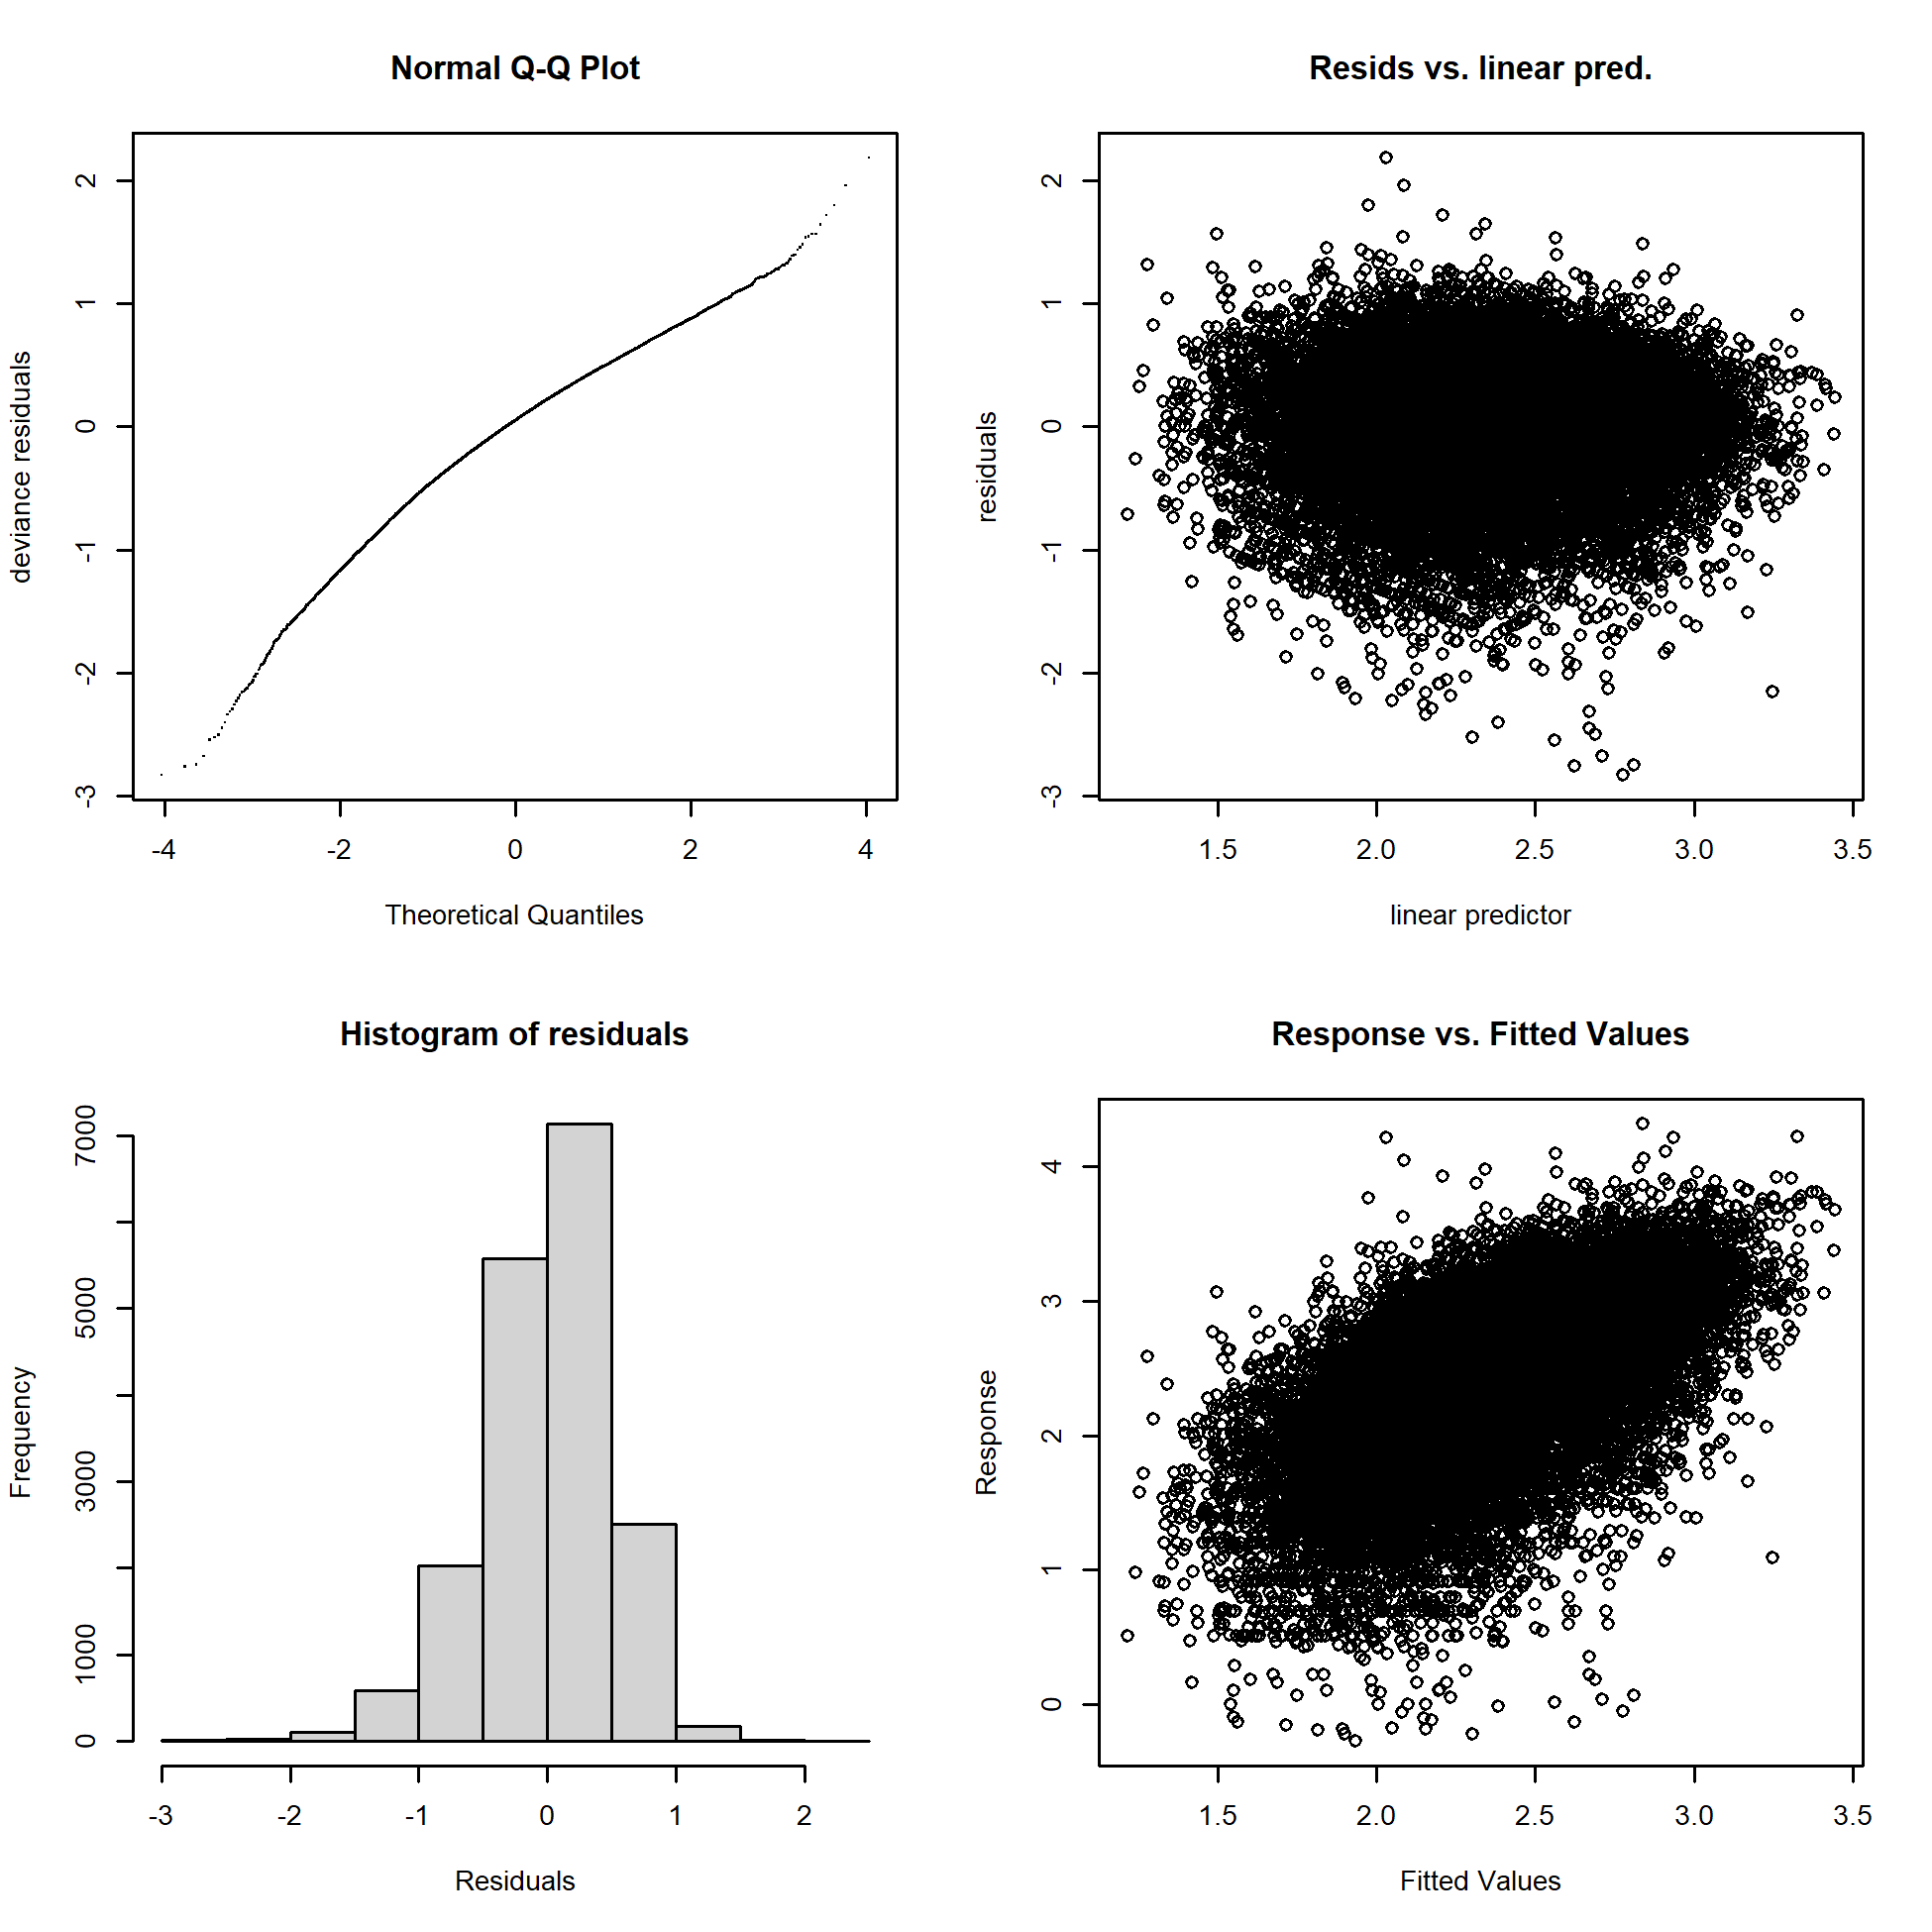 Normal Q-Q Plot
deviance residuals
-3 -2 -1 0 1 2
-4 -2 0 2 4
Theoretical Quantiles
Resids vs. linear pred.
residuals
-3 -2 -1 0 1 2
1.5 2.0 2.5 3.0 3.5
linear predictor
Histogram of residuals
Frequency
0 1000 3000 5000 7000
-3 -2 -1 0 1 2
Residuals
Response vs. Fitted Values
Response
0 1 2 3 4
1.5 2.0 2.5 3.0 3.5
Fitted Values